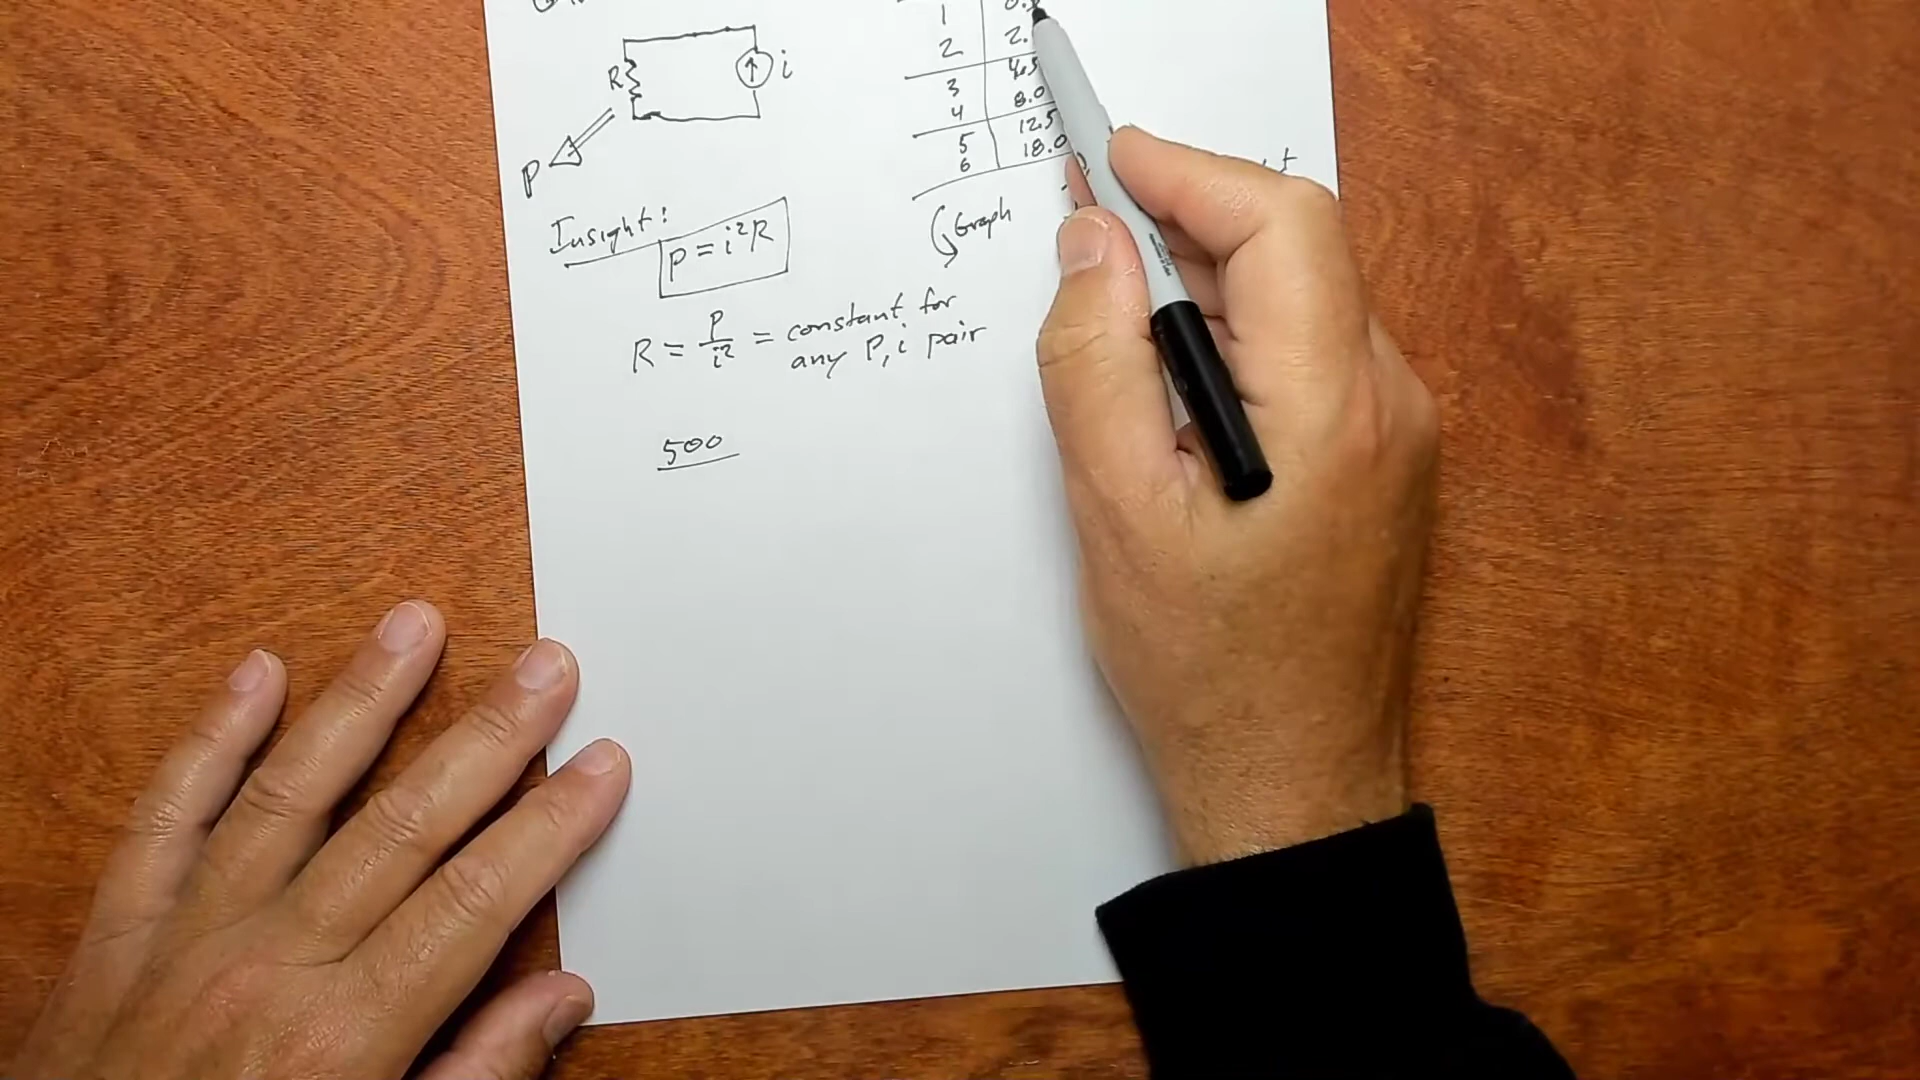 R
i
P
1
2
3 4.5
4 8.0
5 12.5
6 18.0
Graph
Insight:
P = i²R
R = P/i² = constant for
any P, i pair
500